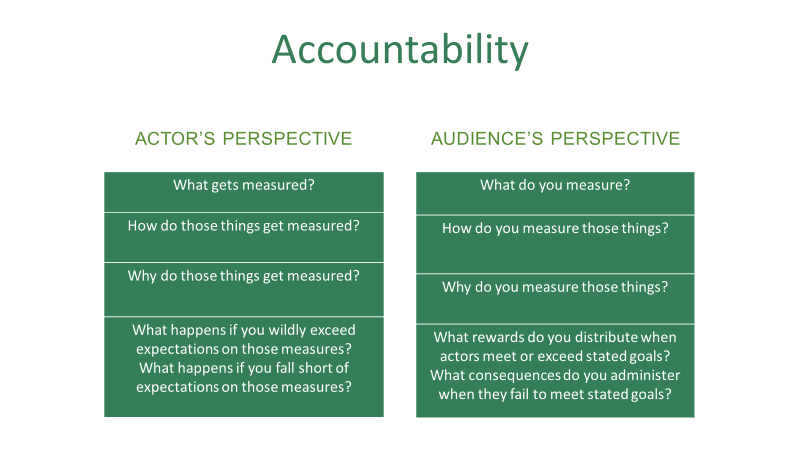 Accountability
ACTOR’S PERSPECTIVE
What gets measured?
How do those things get measured?
Why do those things get measured?
What happens if you wildly exceed
expectations on those measures?
What happens if you fall short of
expectations on those measures?
AUDIENCE’S PERSPECTIVE
What do you measure?
How do you measure those things?
Why do you measure those things?
What rewards do you distribute when
actors meet or exceed stated goals?
What consequences do you administer
when they fail to meet stated goals?